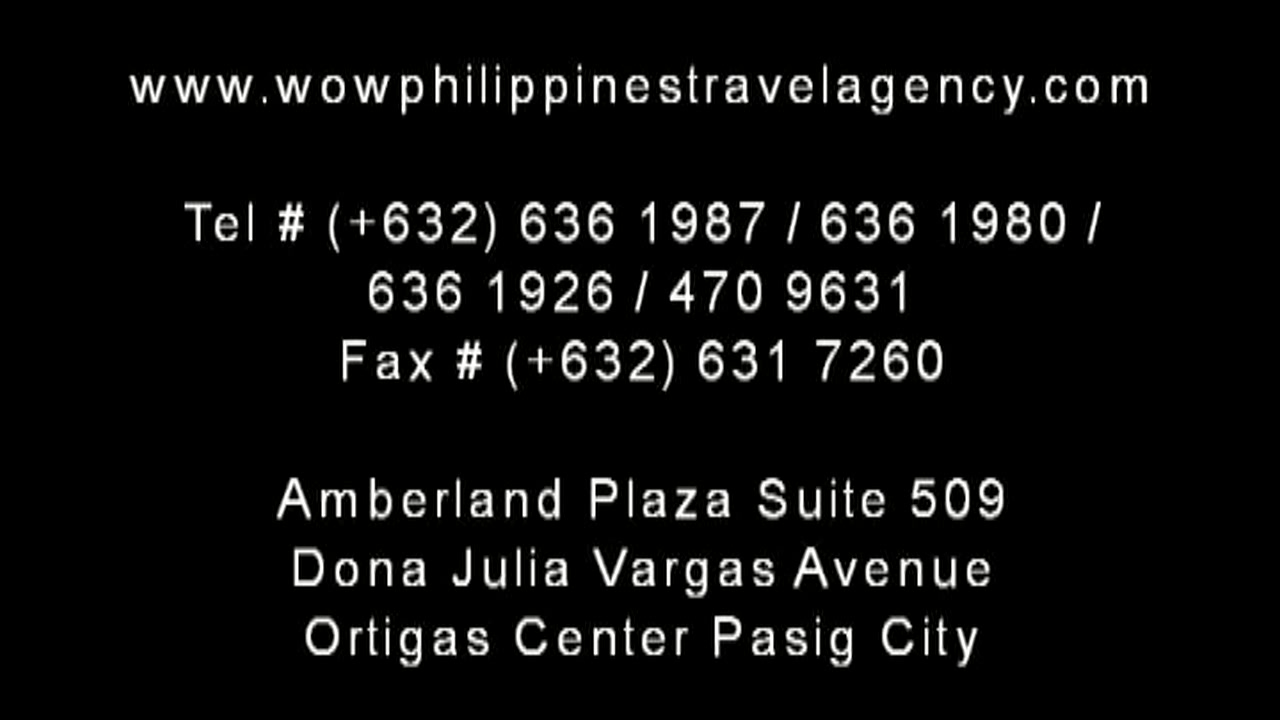 www.wowphilippinestravelagency.com
Tel # (+632) 636 1987 / 636 1980 /
636 1926 / 470 9631
Fax # (+632) 631 7260
Amberland Plaza Suite 509
Dona Julia Vargas Avenue
Ortigas Center Pasig City